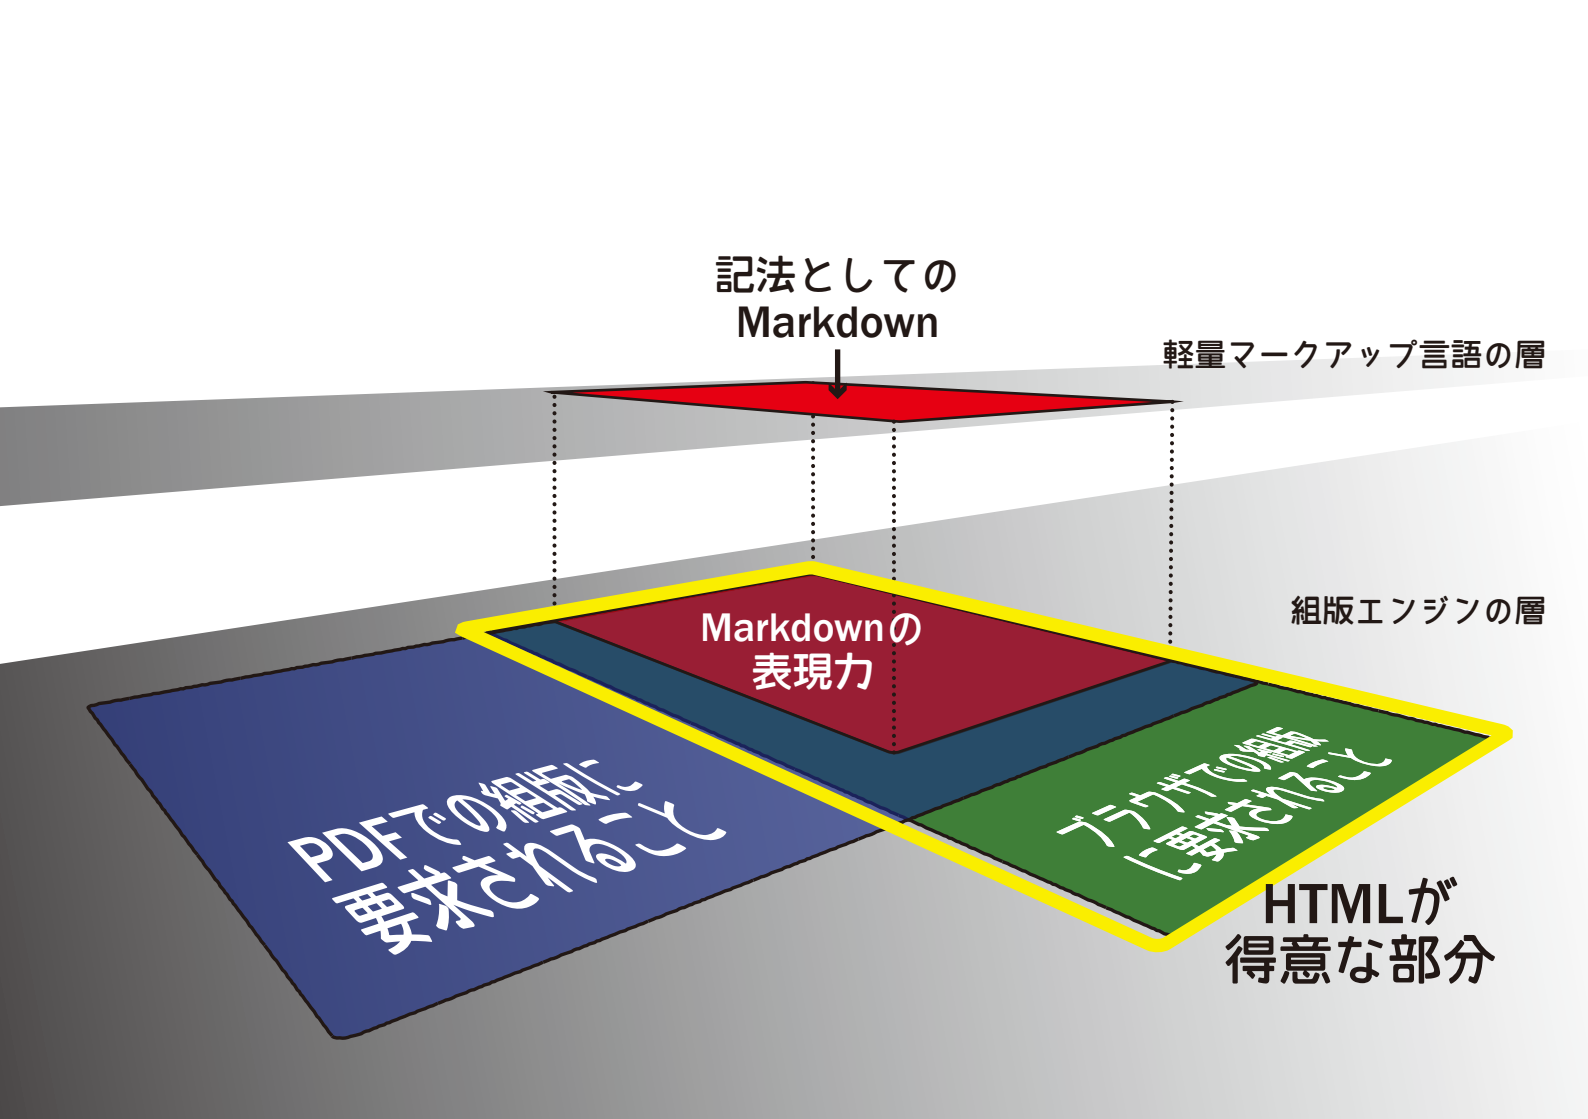 記法としての
Markdown
軽量マークアップ言語の層
組版エンジンの層
Markdownの
表現力
PDFでの組版に
要求されること
ブラウザでの組版
に要求されること
HTMLが
得意な部分